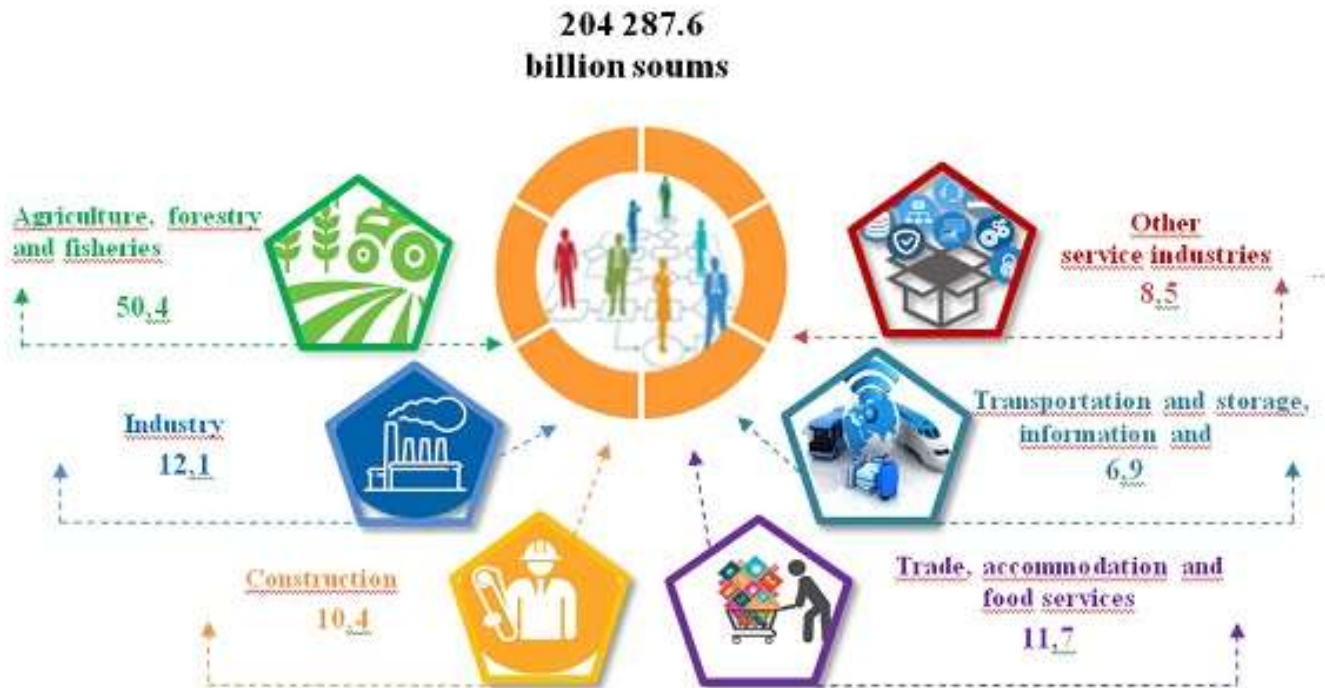 204 287.6
billion soums
Agriculture, forestry
and fisheries
50,4
Other
service industries
8,5
Industry
12,1
Transportation and storage,
information and
6,9
Construction
10,4
Trade, accommodation and
food services
11,7